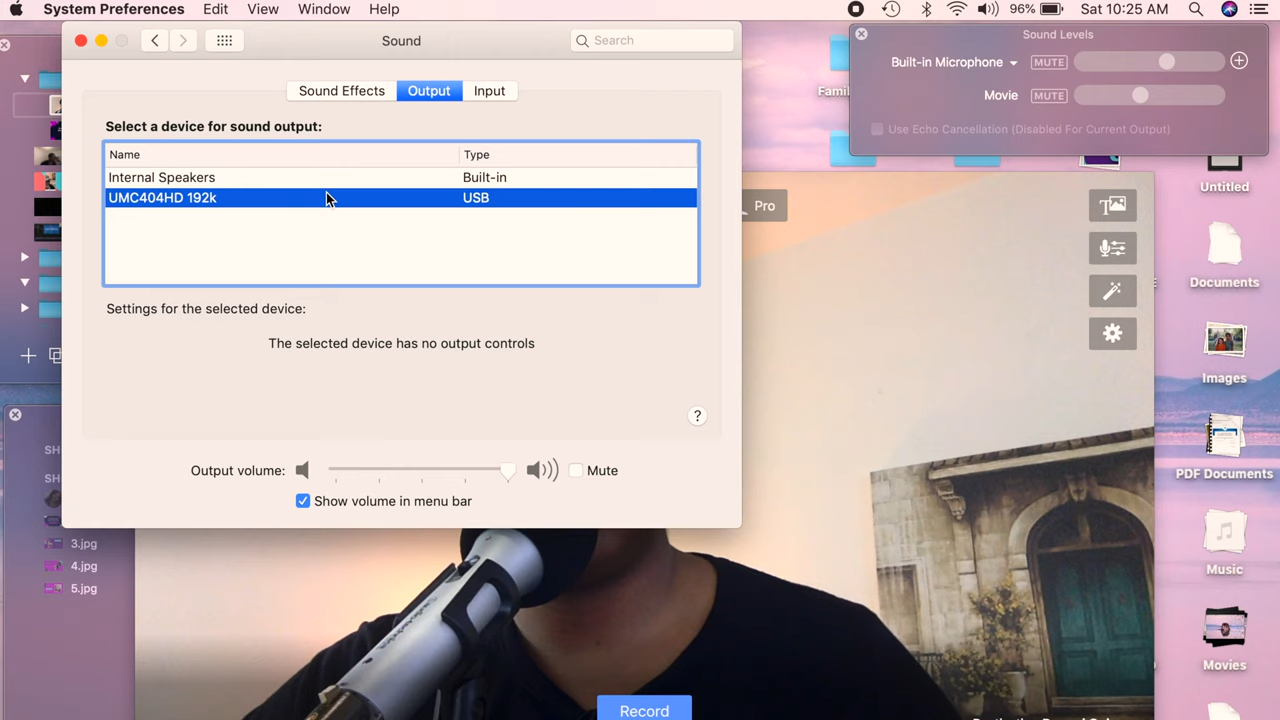 System Preferences Edit View Window Help 96% Sat 10:25 AM
Sound
Search
Sound Effects Output Input
Select a device for sound output:
Name Type
Internal Speakers Built-in
UMC404HD 192k USB
Settings for the selected device:
The selected device has no output controls
?
Output volume: Mute
Show volume in menu bar
Sound Levels
Built-in Microphone MUTE
Movie MUTE
Use Echo Cancellation (Disabled For Current Output)
Pro
Untitled
Documents
Images
PDF Documents
Music
Movies
SH
3.jpg
4.jpg
5.jpg
Record